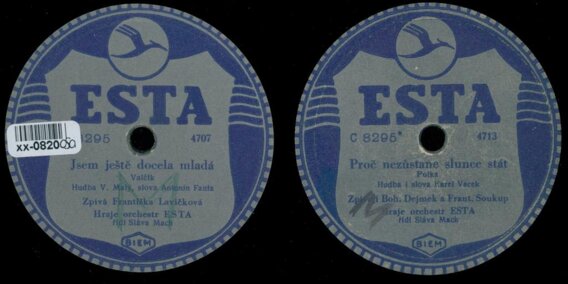 ESTA
8295 4707
xx-0820
Jsem ještě docela mladá
Valčík
Hudba V. Malý, slova Antonín Fanta
Zpívá Františka Lavičková
Hraje orchestr ESTA
řídí Sláva Mach
BIEM
ESTA
C 8295* 4713
Proč nezůstane slunce stát
Polka
Hudba i slova Karel Vacek
Boh. Dejmek a Frant. Soukup
Hraje orchestr ESTA
řídí Sláva Mach
BIEM